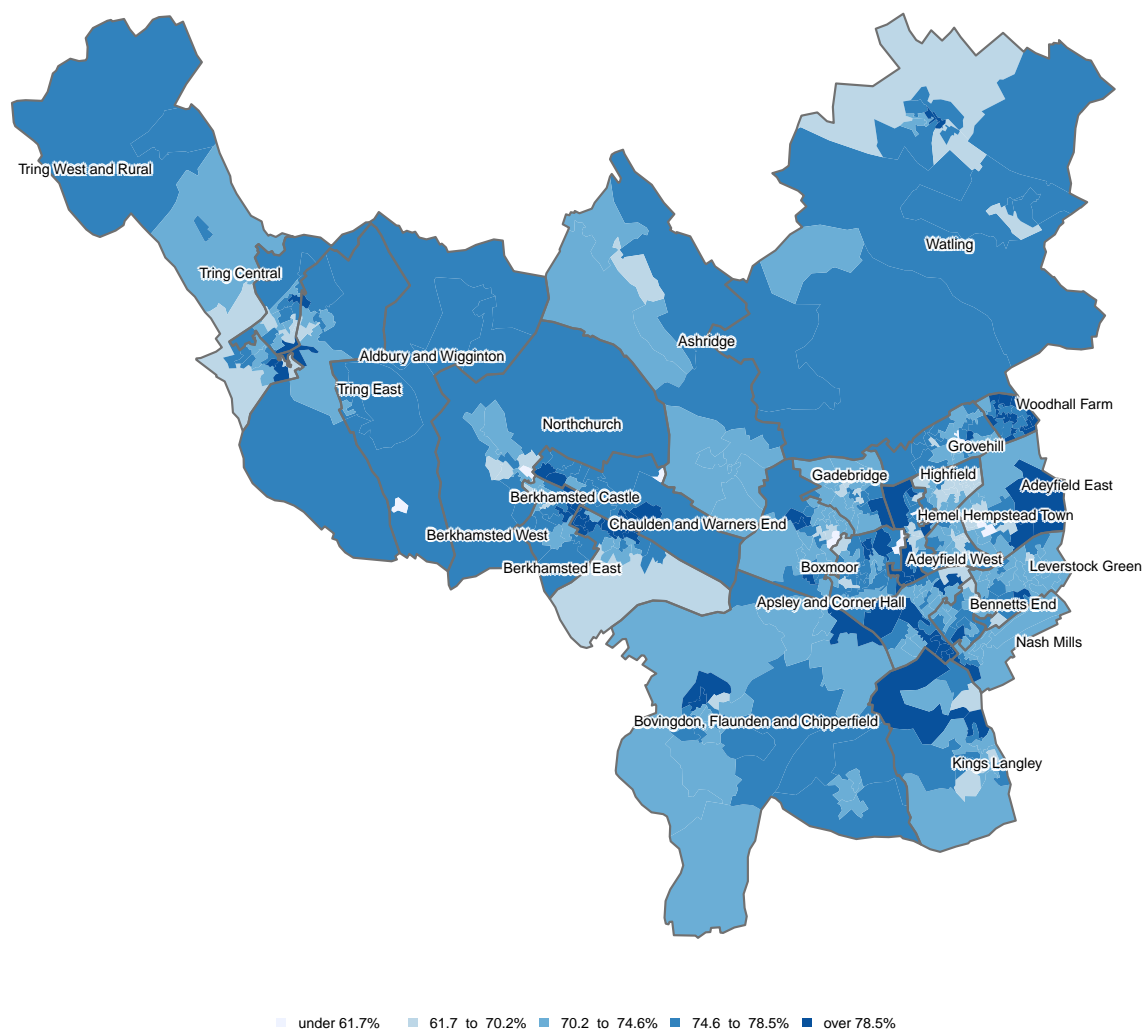 Tring West and Rural
Watling
Tring Central
Ashridge
Aldbury and Wigginton
Tring East
Woodhall Farm
Northchurch
Grovehill
Gadebridge
Highfield
Adeyfield East
Berkhamsted Castle
Hemel Hempstead Town
Chaulden and Warners End
Berkhamsted West
Adeyfield West
Berkhamsted East
Boxmoor
Leverstock Green
Apsley and Corner Hall
Bennetts End
Nash Mills
Bovingdon, Flaunden and Chipperfield
Kings Langley
under 61.7% 61.7 to 70.2% 70.2 to 74.6% 74.6 to 78.5% over 78.5%